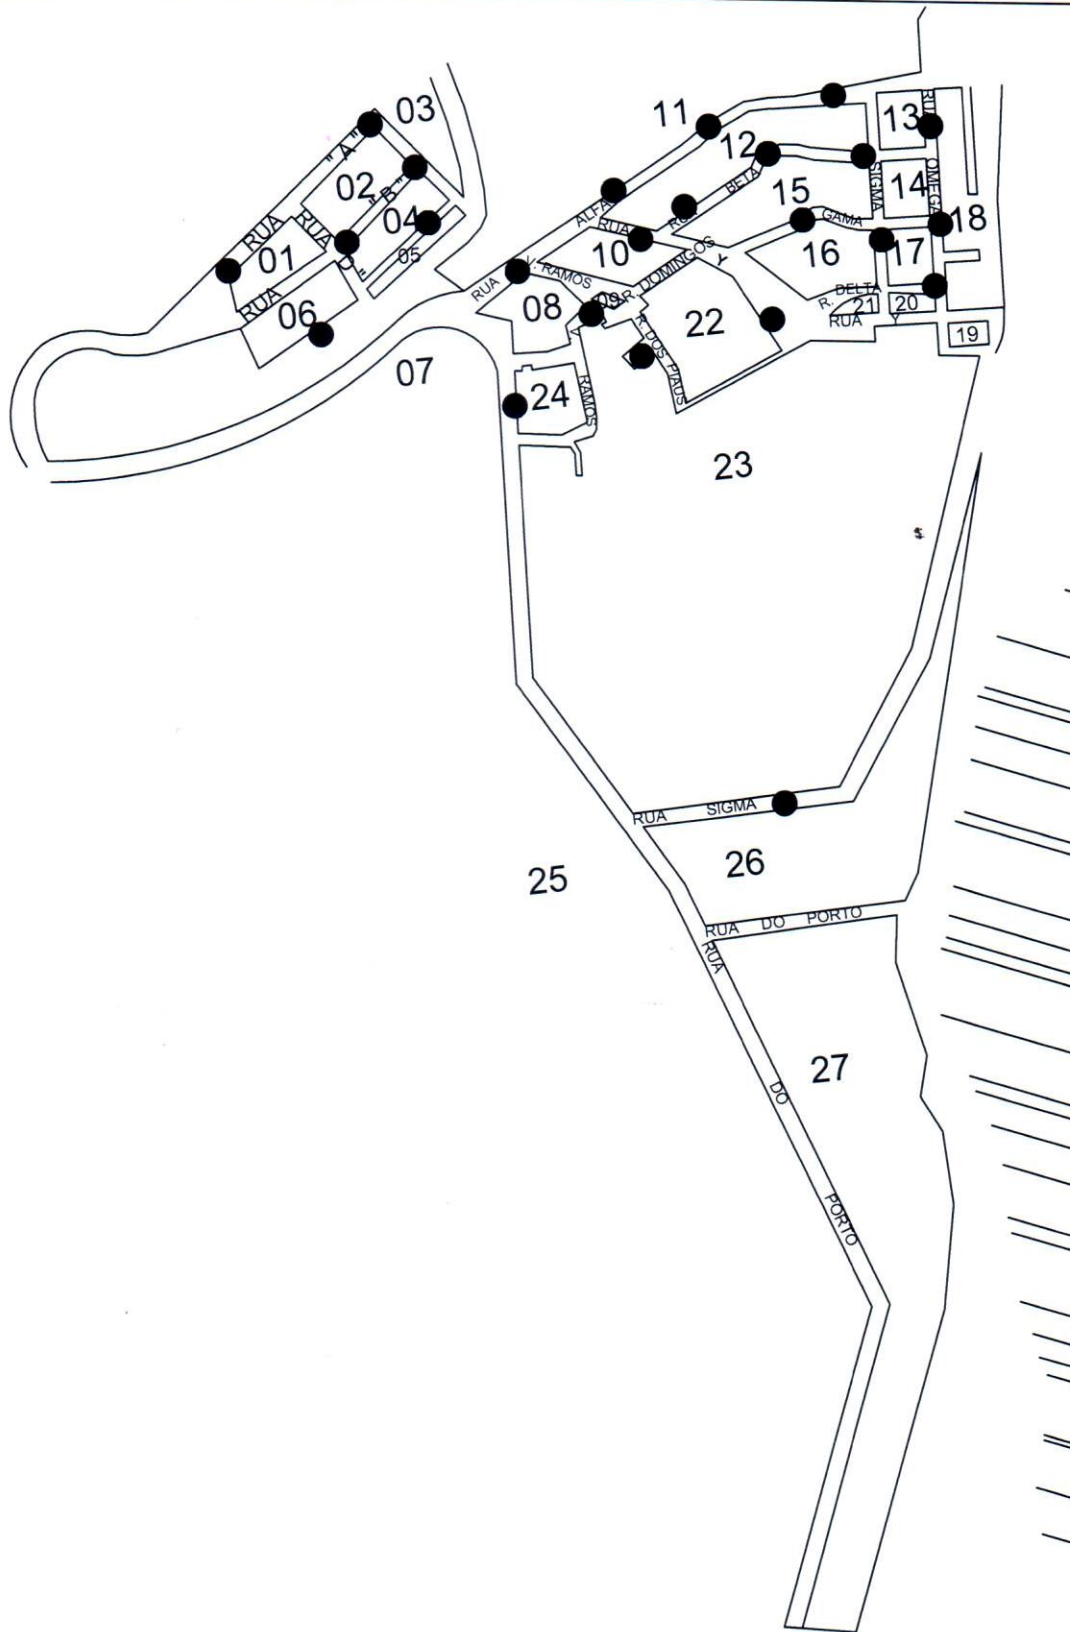 03
11
13
RUA
"A"
12
02
"B"
BETA
OMEGA
15
SIGMA
14
04
ALFA
RUA
GAMA
18
RUA
RUA
"D"
05
10
DOMINGOS
Y
16
17
01
V. RAMOS
R.
RUA
RUA
08
09
DELTA
R.
21
20
06
22
RUA
Y
19
R. DOS PIAUS
07
24
RAMOS
23
RUA SIGMA
26
25
RUA DO PORTO
RUA
27
DO
PORTO